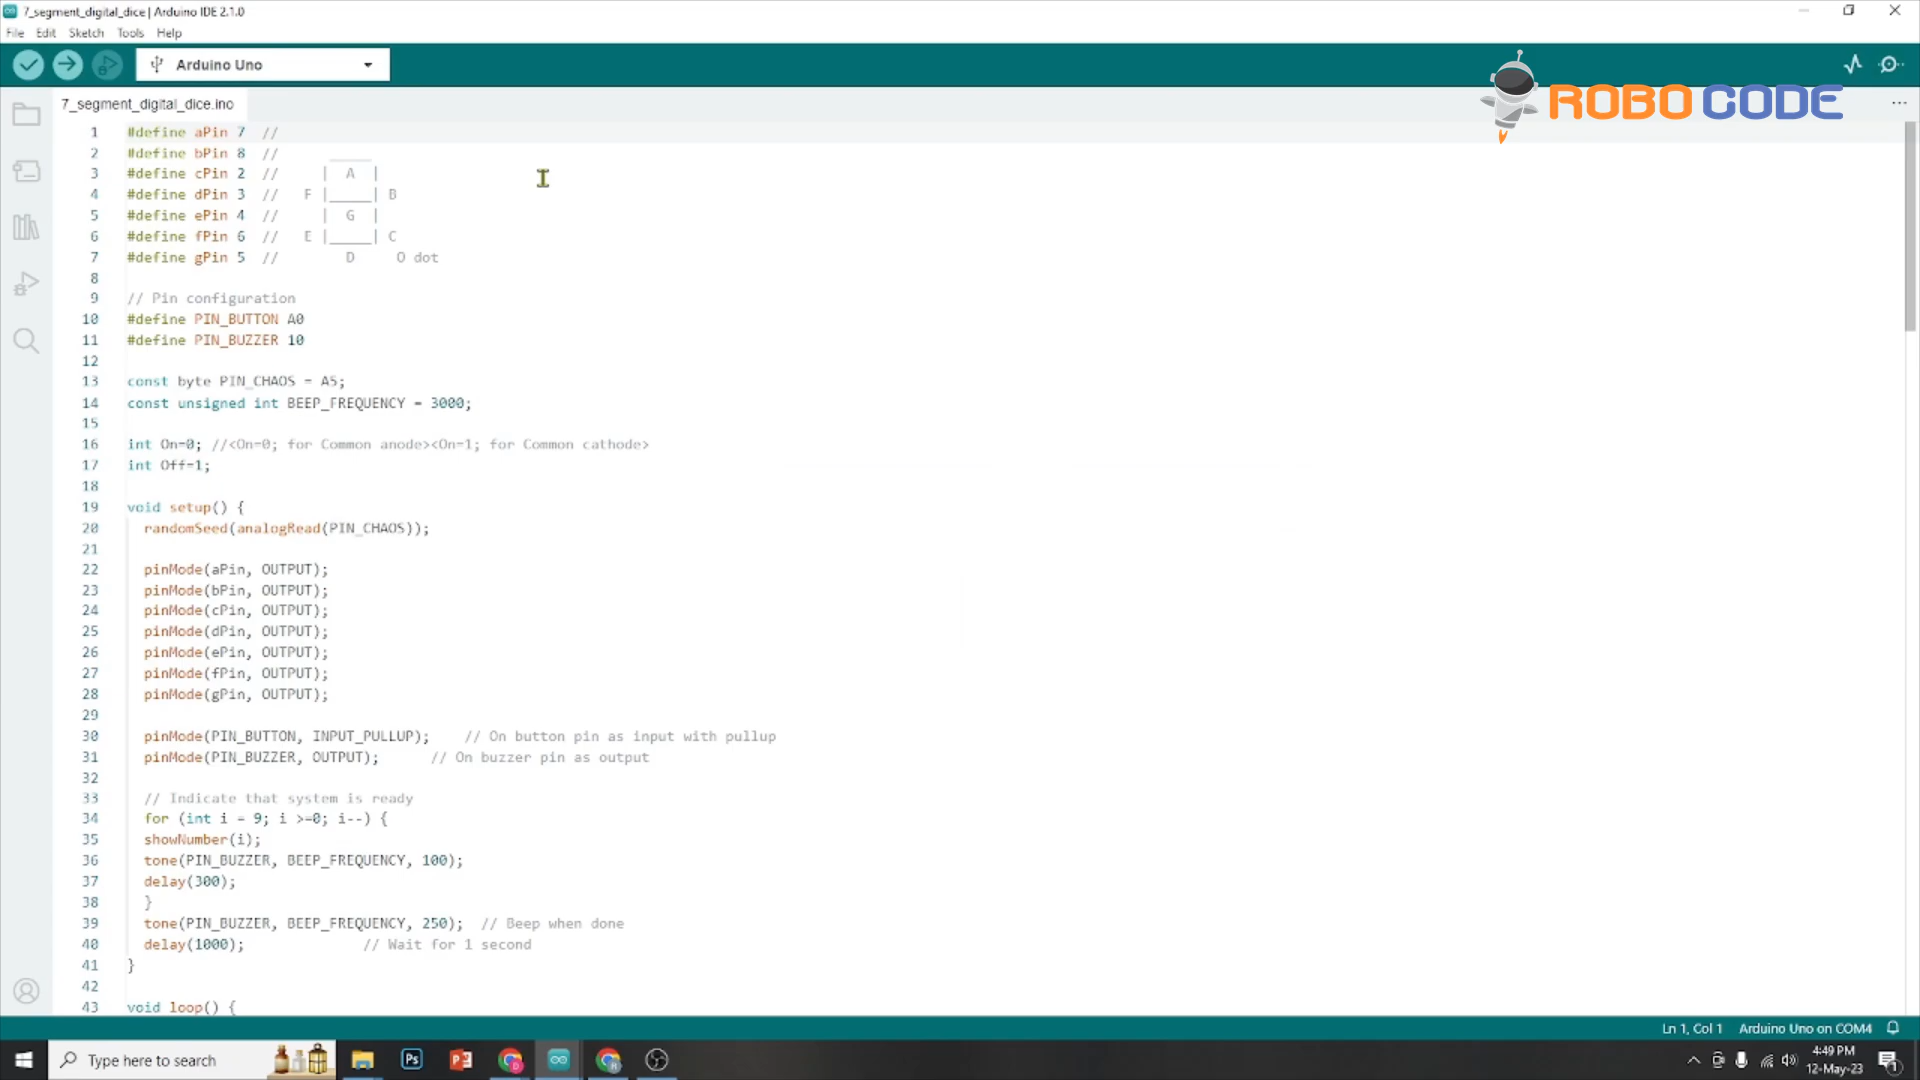 7_segment_digital_dice | Arduino IDE 2.1.0
File Edit Sketch Tools Help
Arduino Uno
ROBO CODE
7_segment_digital_dice.ino
1 #define aPin 7 //
2 #define bPin 8 // _____
3 #define cPin 2 // | A |
4 #define dPin 3 // F |_____| B
5 #define ePin 4 // | G |
6 #define fPin 6 // E |_____| C
7 #define gPin 5 // D O dot
8
9 // Pin configuration
10 #define PIN_BUTTON A0
11 #define PIN_BUZZER 10
12
13 const byte PIN_CHAOS = A5;
14 const unsigned int BEEP_FREQUENCY = 3000;
15
16 int On=0; //<On=0; for Common anode><On=1; for Common cathode>
17 int Off=1;
18
19 void setup() {
20 randomSeed(analogRead(PIN_CHAOS));
21
22 pinMode(aPin, OUTPUT);
23 pinMode(bPin, OUTPUT);
24 pinMode(cPin, OUTPUT);
25 pinMode(dPin, OUTPUT);
26 pinMode(ePin, OUTPUT);
27 pinMode(fPin, OUTPUT);
28 pinMode(gPin, OUTPUT);
29
30 pinMode(PIN_BUTTON, INPUT_PULLUP); // On button pin as input with pullup
31 pinMode(PIN_BUZZER, OUTPUT); // On buzzer pin as output
32
33 // Indicate that system is ready
34 for (int i = 9; i >=0; i--) {
35 showNumber(i);
36 tone(PIN_BUZZER, BEEP_FREQUENCY, 100);
37 delay(300);
38 }
39 tone(PIN_BUZZER, BEEP_FREQUENCY, 250); // Beep when done
40 delay(1000); // Wait for 1 second
41 }
42
43 void loop() {
Ln 1, Col 1 Arduino Uno on COM4
Type here to search
Ps
4:49 PM
12-May-23
1